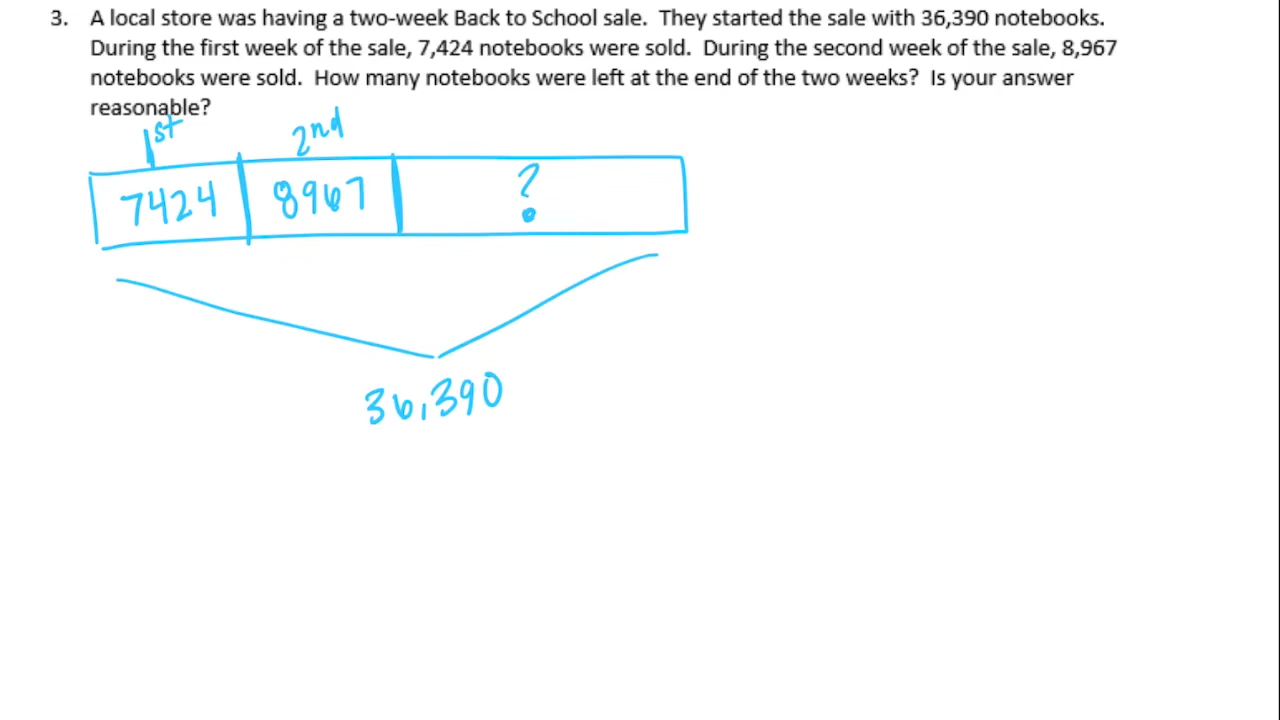 3. A local store was having a two-week Back to School sale. They started the sale with 36,390 notebooks.
During the first week of the sale, 7,424 notebooks were sold. During the second week of the sale, 8,967
notebooks were sold. How many notebooks were left at the end of the two weeks? Is your answer
reasonable?
1st 2nd
7424 8967 ?
36,390